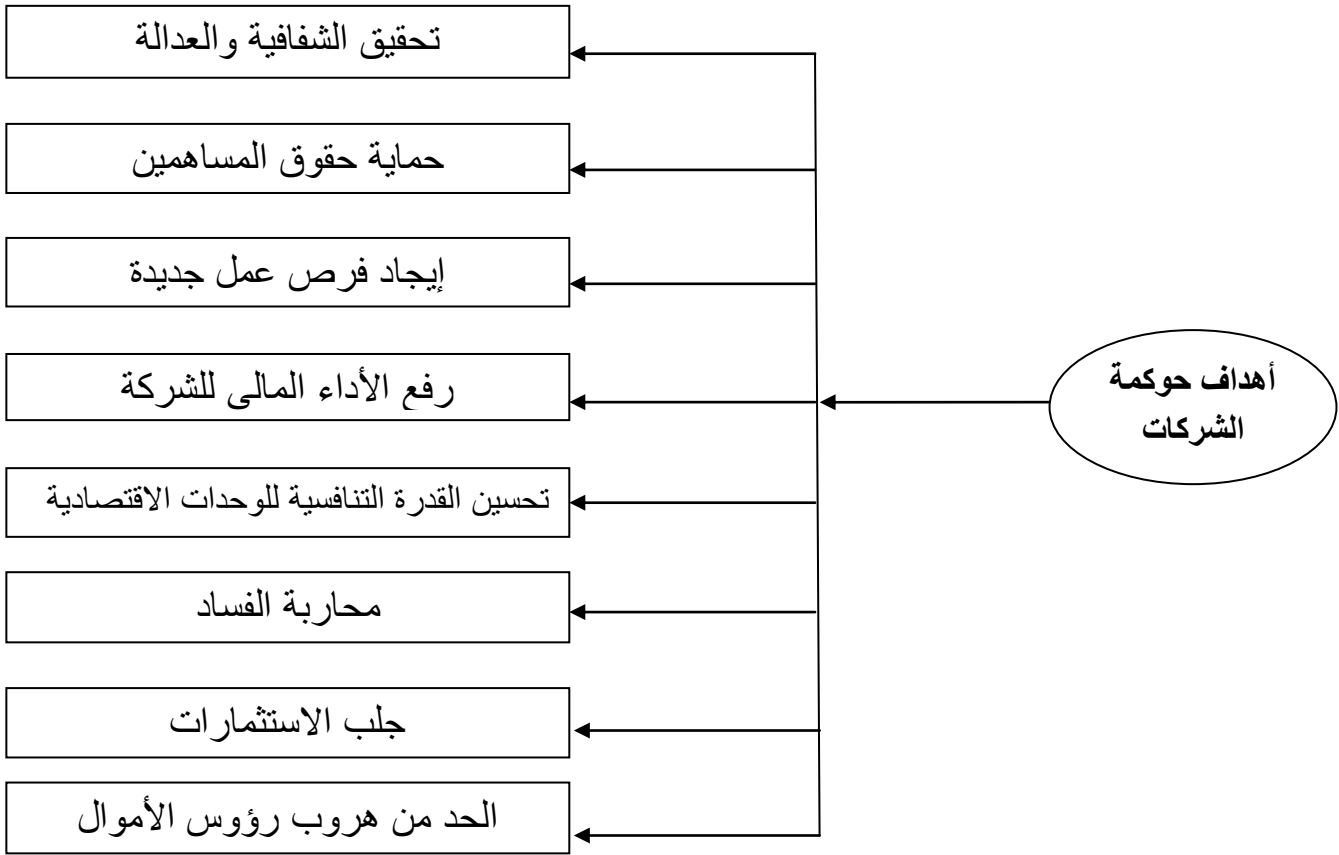 تحقيق الشفافية والعدالة
حماية حقوق المساهمين
إيجاد فرص عمل جديدة
رفع الأداء المالى للشركة
أهداف حوكمة
الشركات
تحسين القدرة التنافسية للوحدات الاقتصادية
محاربة الفساد
جلب الاستثمارات
الحد من هروب رؤوس الأموال